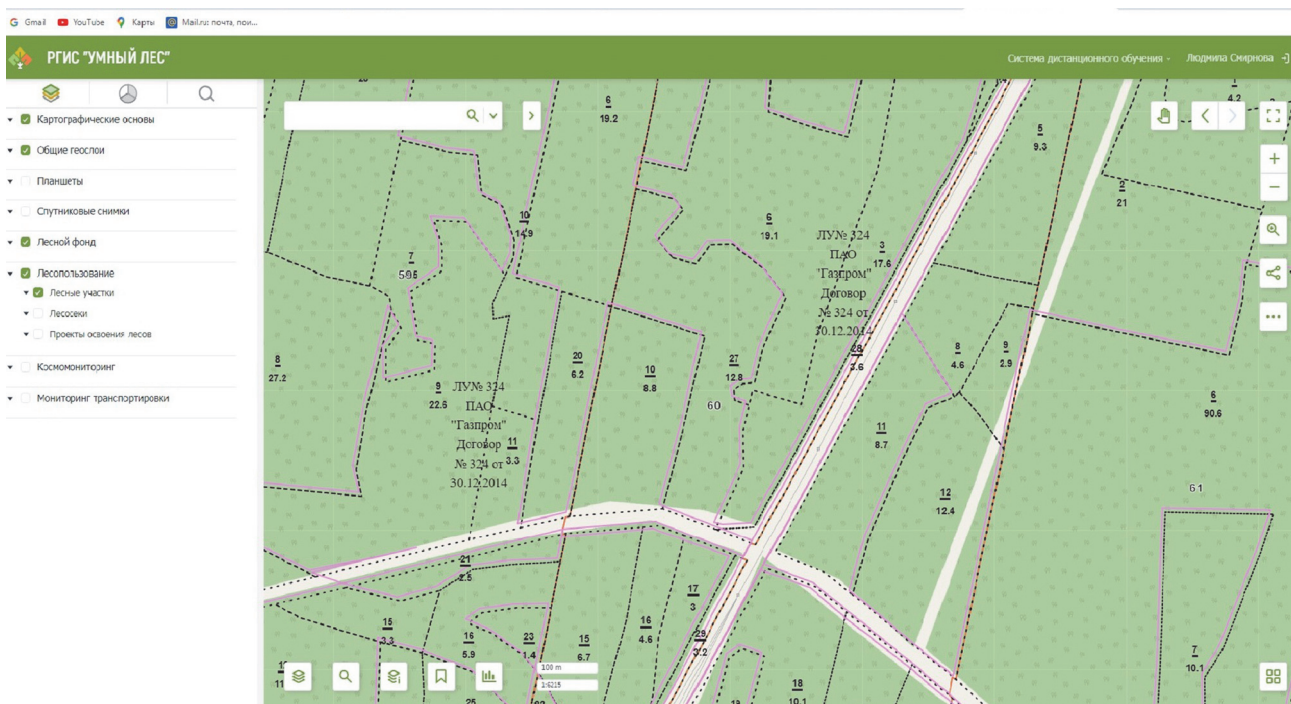 Gmail
YouTube
Карты
Mail.ru: почта, пои...
РГИС "УМНЫЙ ЛЕС"
Система дистанционного обучения
Людмила Смирнова
Картографические основы
Общие геослои
Планшеты
Спутниковые снимки
Лесной фонд
Лесопользование
Лесные участки
Лесосеки
Проекты освоения лесов
Космомониторинг
Мониторинг транспортировки
6
19.2
4.2
5
9.3
2
21
10
14.9
6
19.1
7
3
17.6
ЛУ№ 324
ПАО
"Газпром"
Договор
№ 324 от
30.12.2014
28
3.6
8
27.2
20
6.2
10
8.8
27
12.8
8
4.6
9
2.9
9
22.6
ЛУ№ 324
ПАО
"Газпром"
Договор
№ 324 от
30.12.2014
11
3.3
60
6
90.6
11
8.7
12
12.4
61
21
2.5
15
3.3
16
5.9
23
1.4
15
6.7
16
4.6
17
3
29
3.2
7
10.1
18
10.1
100 m
1:6215
25
19